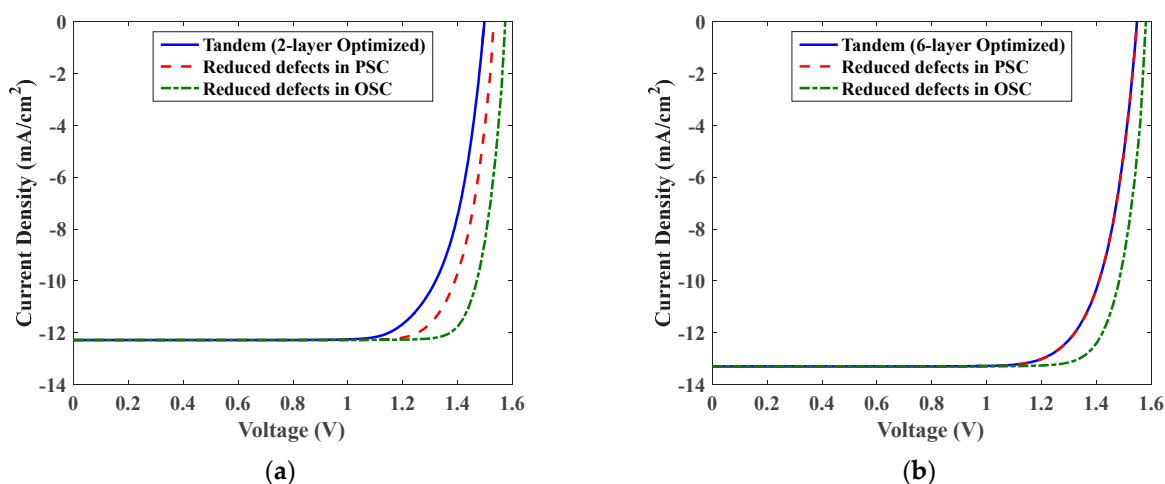 Tandem (2-layer Optimized)
Reduced defects in PSC
Reduced defects in OSC
0
-2
-4
-6
-8
-10
-12
-14
Current Density (mA/cm²)
0 0.2 0.4 0.6 0.8 1 1.2 1.4 1.6
Voltage (V)
(a)
Tandem (6-layer Optimized)
Reduced defects in PSC
Reduced defects in OSC
0
-2
-4
-6
-8
-10
-12
-14
Current Density (mA/cm²)
0 0.2 0.4 0.6 0.8 1 1.2 1.4 1.6
Voltage (V)
(b)